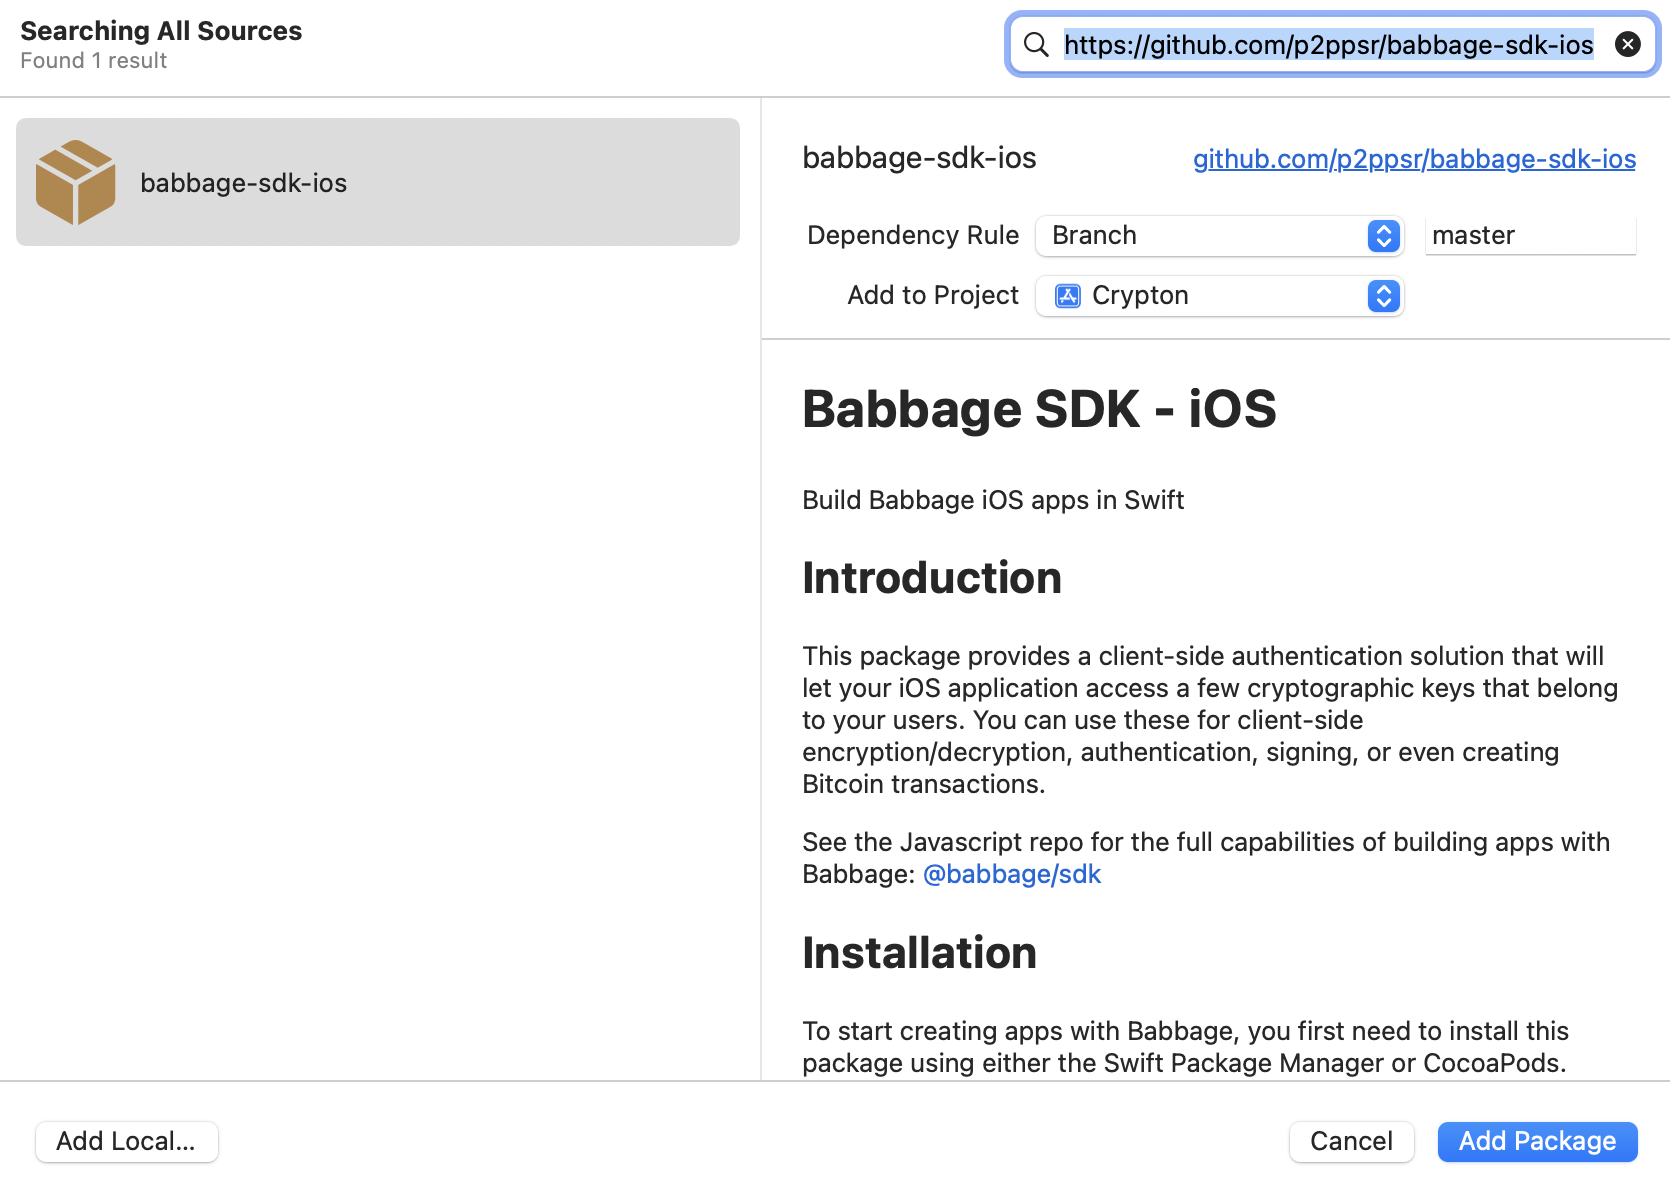 Searching All Sources
Found 1 result
https://github.com/p2ppsr/babbage-sdk-ios
babbage-sdk-ios
babbage-sdk-ios
github.com/p2ppsr/babbage-sdk-ios
Dependency Rule
Branch
master
Add to Project
Crypton
Babbage SDK - iOS
Build Babbage iOS apps in Swift
Introduction
This package provides a client-side authentication solution that will
let your iOS application access a few cryptographic keys that belong
to your users. You can use these for client-side
encryption/decryption, authentication, signing, or even creating
Bitcoin transactions.
See the Javascript repo for the full capabilities of building apps with
Babbage: @babbage/sdk
Installation
To start creating apps with Babbage, you first need to install this
package using either the Swift Package Manager or CocoaPods.
Add Local...
Cancel
Add Package